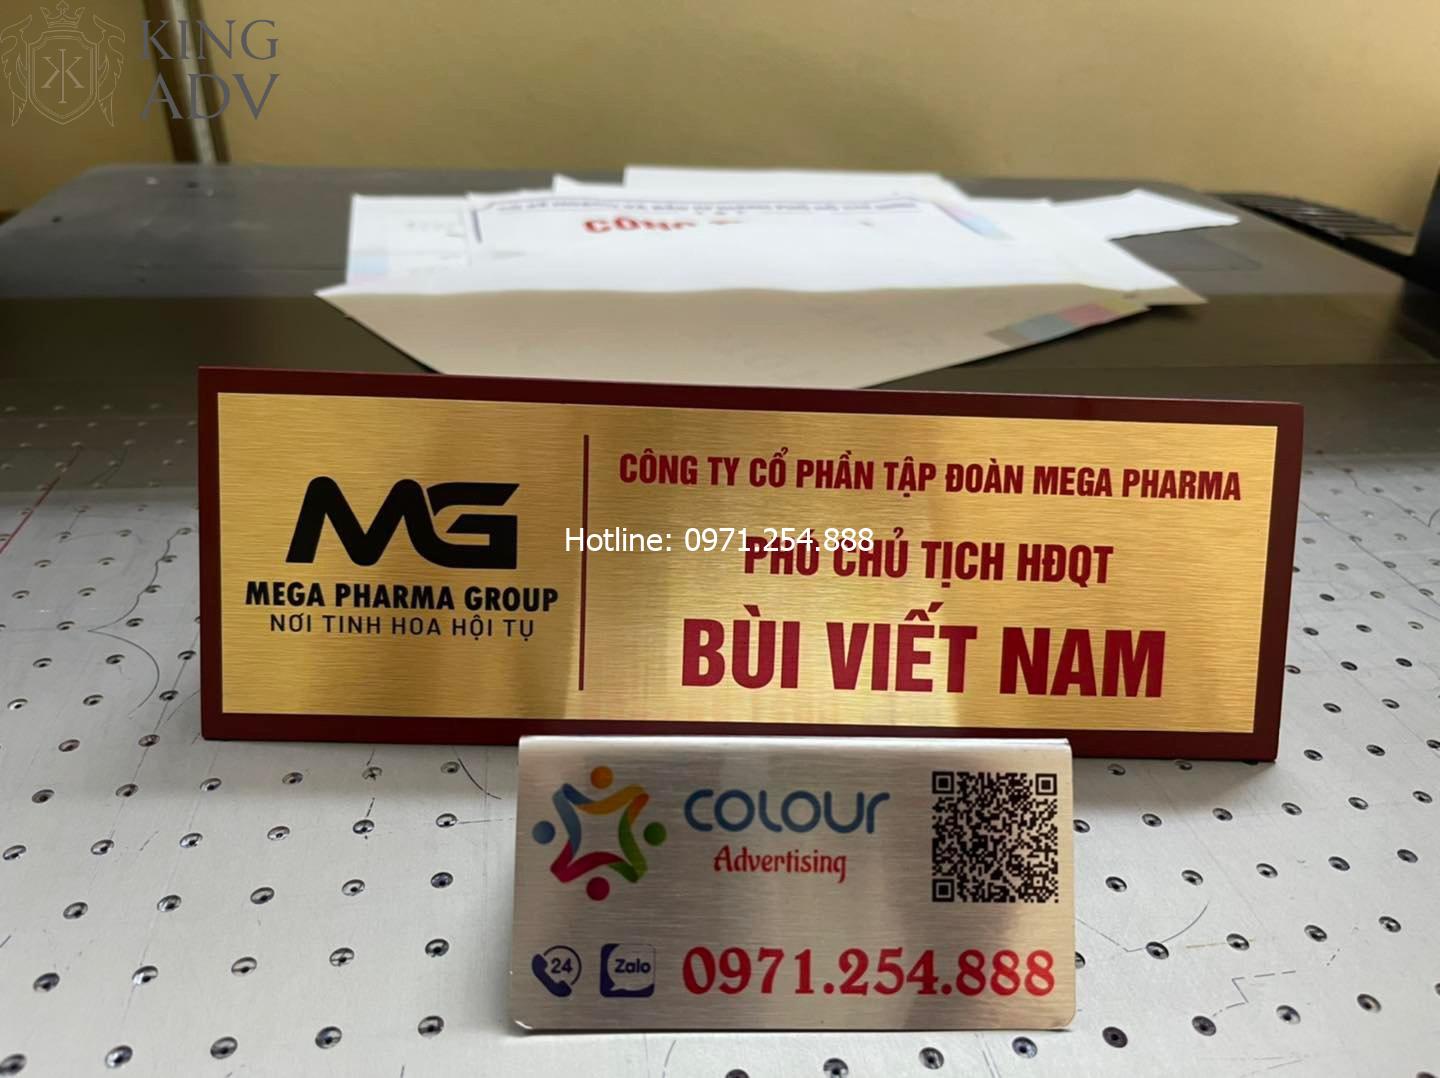 KING
ADV
CÔNG
MG
MEGA PHARMA GROUP
NƠI TINH HOA HỘI TỤ
CÔNG TY CỔ PHẦN TẬP ĐOÀN MEGA PHARMA
PHÓ CHỦ TỊCH HĐQT
BÙI VIẾT NAM
Hotline: 0971.254.888
COLOUR
Advertising
24
Zalo
0971.254.888